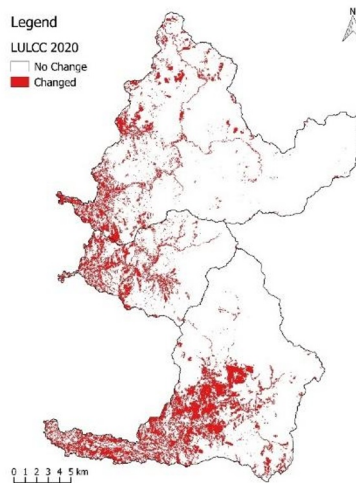 Legend
N
LULCC 2020
No Change
Changed
0 1 2 3 4 5 km